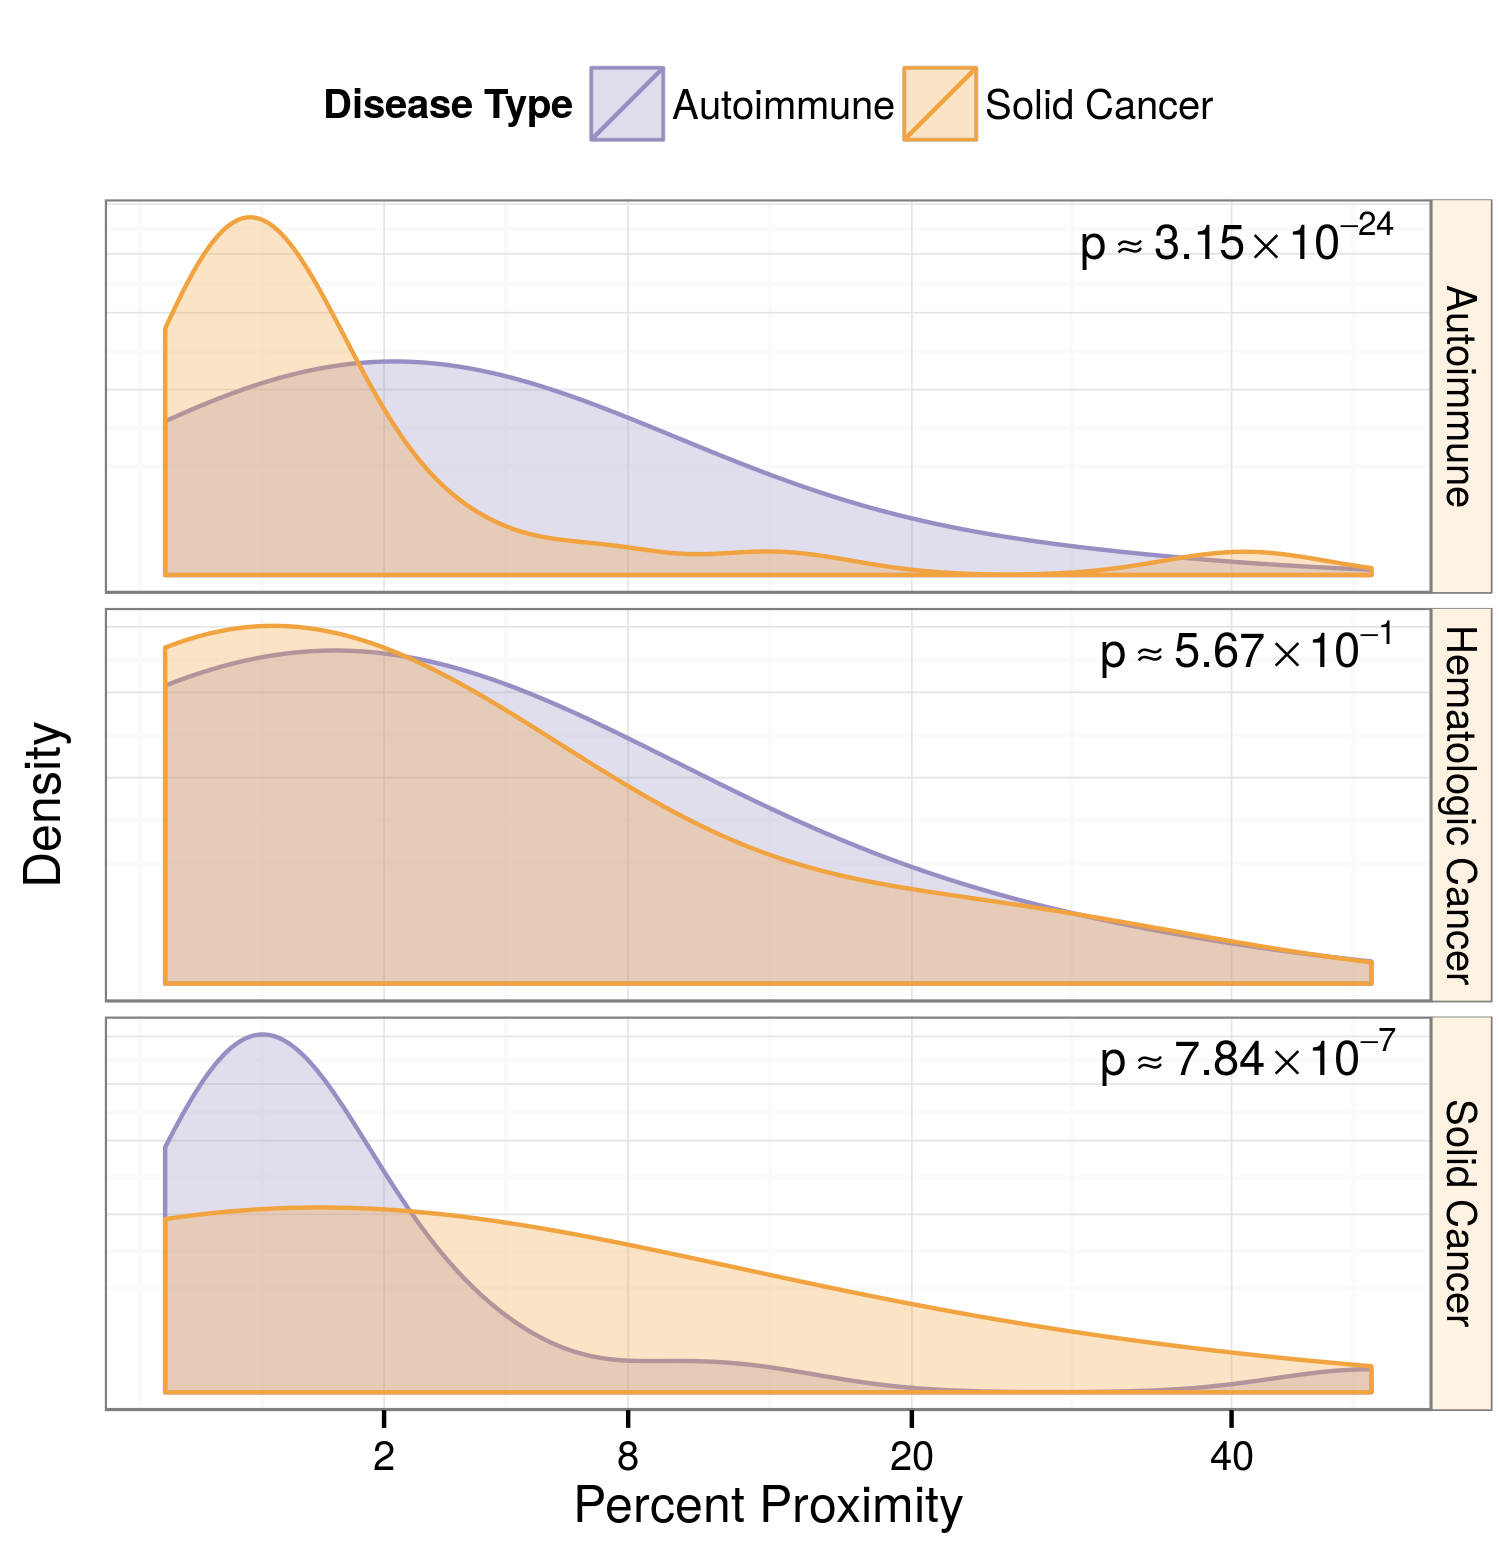 Disease Type Autoimmune Solid Cancer
p ≈ 3.15 × 10⁻²⁴
Autoimmune
p ≈ 5.67 × 10⁻¹
Hematologic Cancer
Density
p ≈ 7.84 × 10⁻⁷
Solid Cancer
2 8 20 40
Percent Proximity